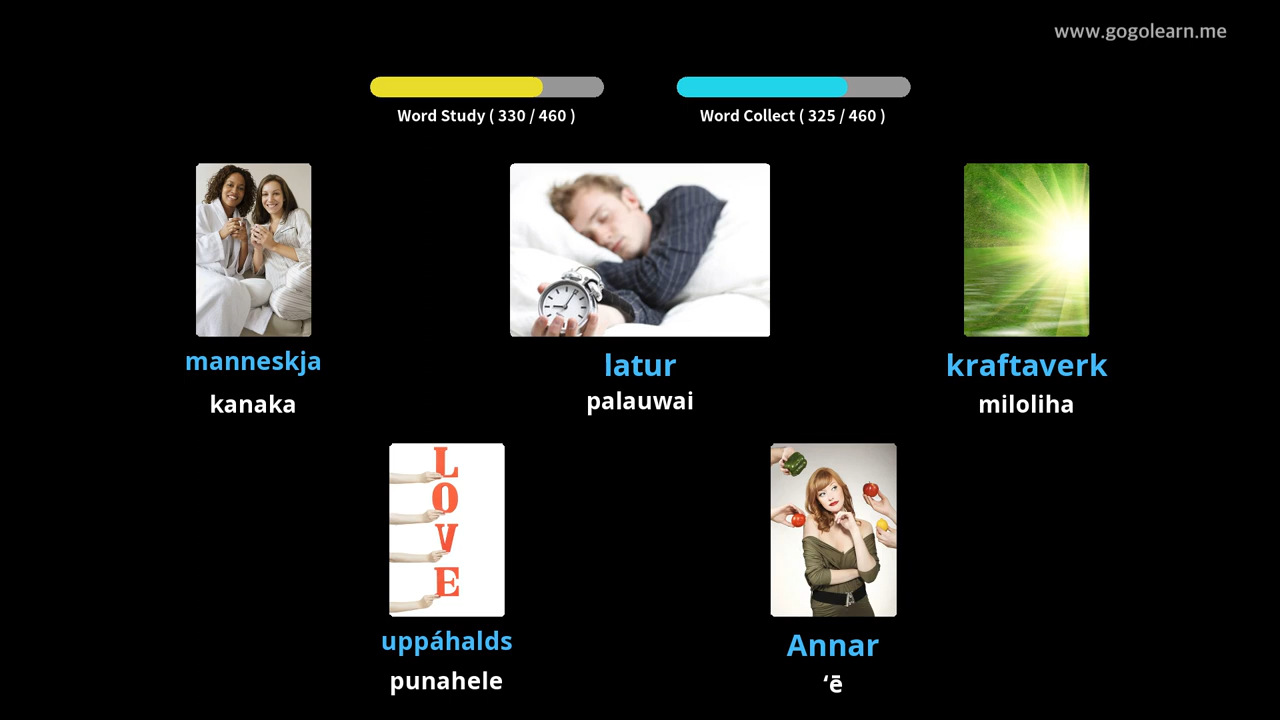 www.gogolearn.me
Word Study ( 330 / 460 )
Word Collect ( 325 / 460 )
manneskja
kanaka
latur
palauwai
kraftaverk
miloliha
L
O
V
E
uppáhalds
punahele
Annar
ʻē